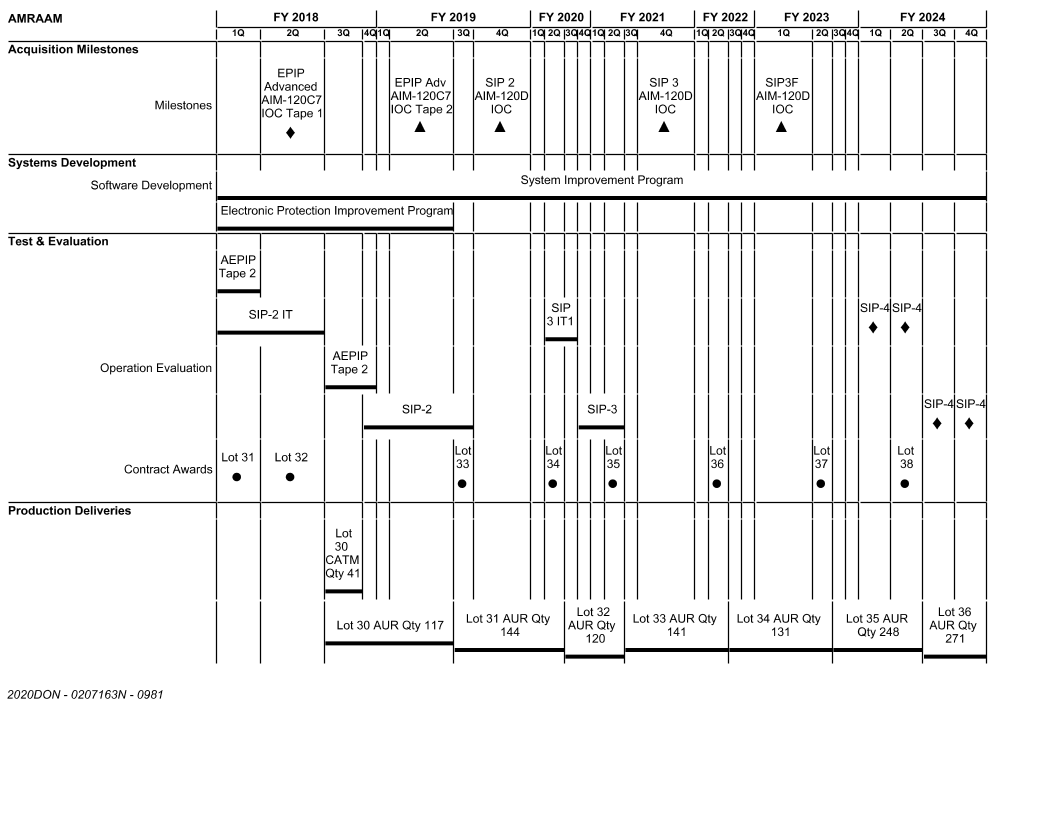 AMRAAM
FY 2018 FY 2019 FY 2020 FY 2021 FY 2022 FY 2023 FY 2024
1Q 2Q 3Q 4Q 1Q 2Q 3Q 4Q 1Q 2Q 3Q 4Q 1Q 2Q 3Q 4Q 1Q 2Q 3Q 4Q 1Q 2Q 3Q 4Q 1Q 2Q 3Q 4Q
Acquisition Milestones
Milestones
EPIP
Advanced
AIM-120C7
IOC Tape 1
EPIP Adv
AIM-120C7
IOC Tape 2
SIP 2
AIM-120D
IOC
SIP 3
AIM-120D
IOC
SIP3F
AIM-120D
IOC
Systems Development
Software Development
System Improvement Program
Electronic Protection Improvement Program
Test & Evaluation
AEPIP
Tape 2
SIP-2 IT
SIP
3 IT1
SIP-4 SIP-4
Operation Evaluation
AEPIP
Tape 2
SIP-2
SIP-3
SIP-4 SIP-4
Contract Awards
Lot 31
Lot 32
Lot
33
Lot
34
Lot
35
Lot
36
Lot
37
Lot
38
Production Deliveries
Lot
30
CATM
Qty 41
Lot 30 AUR Qty 117
Lot 31 AUR Qty
144
Lot 32
AUR Qty
120
Lot 33 AUR Qty
141
Lot 34 AUR Qty
131
Lot 35 AUR
Qty 248
Lot 36
AUR Qty
271
2020DON - 0207163N - 0981